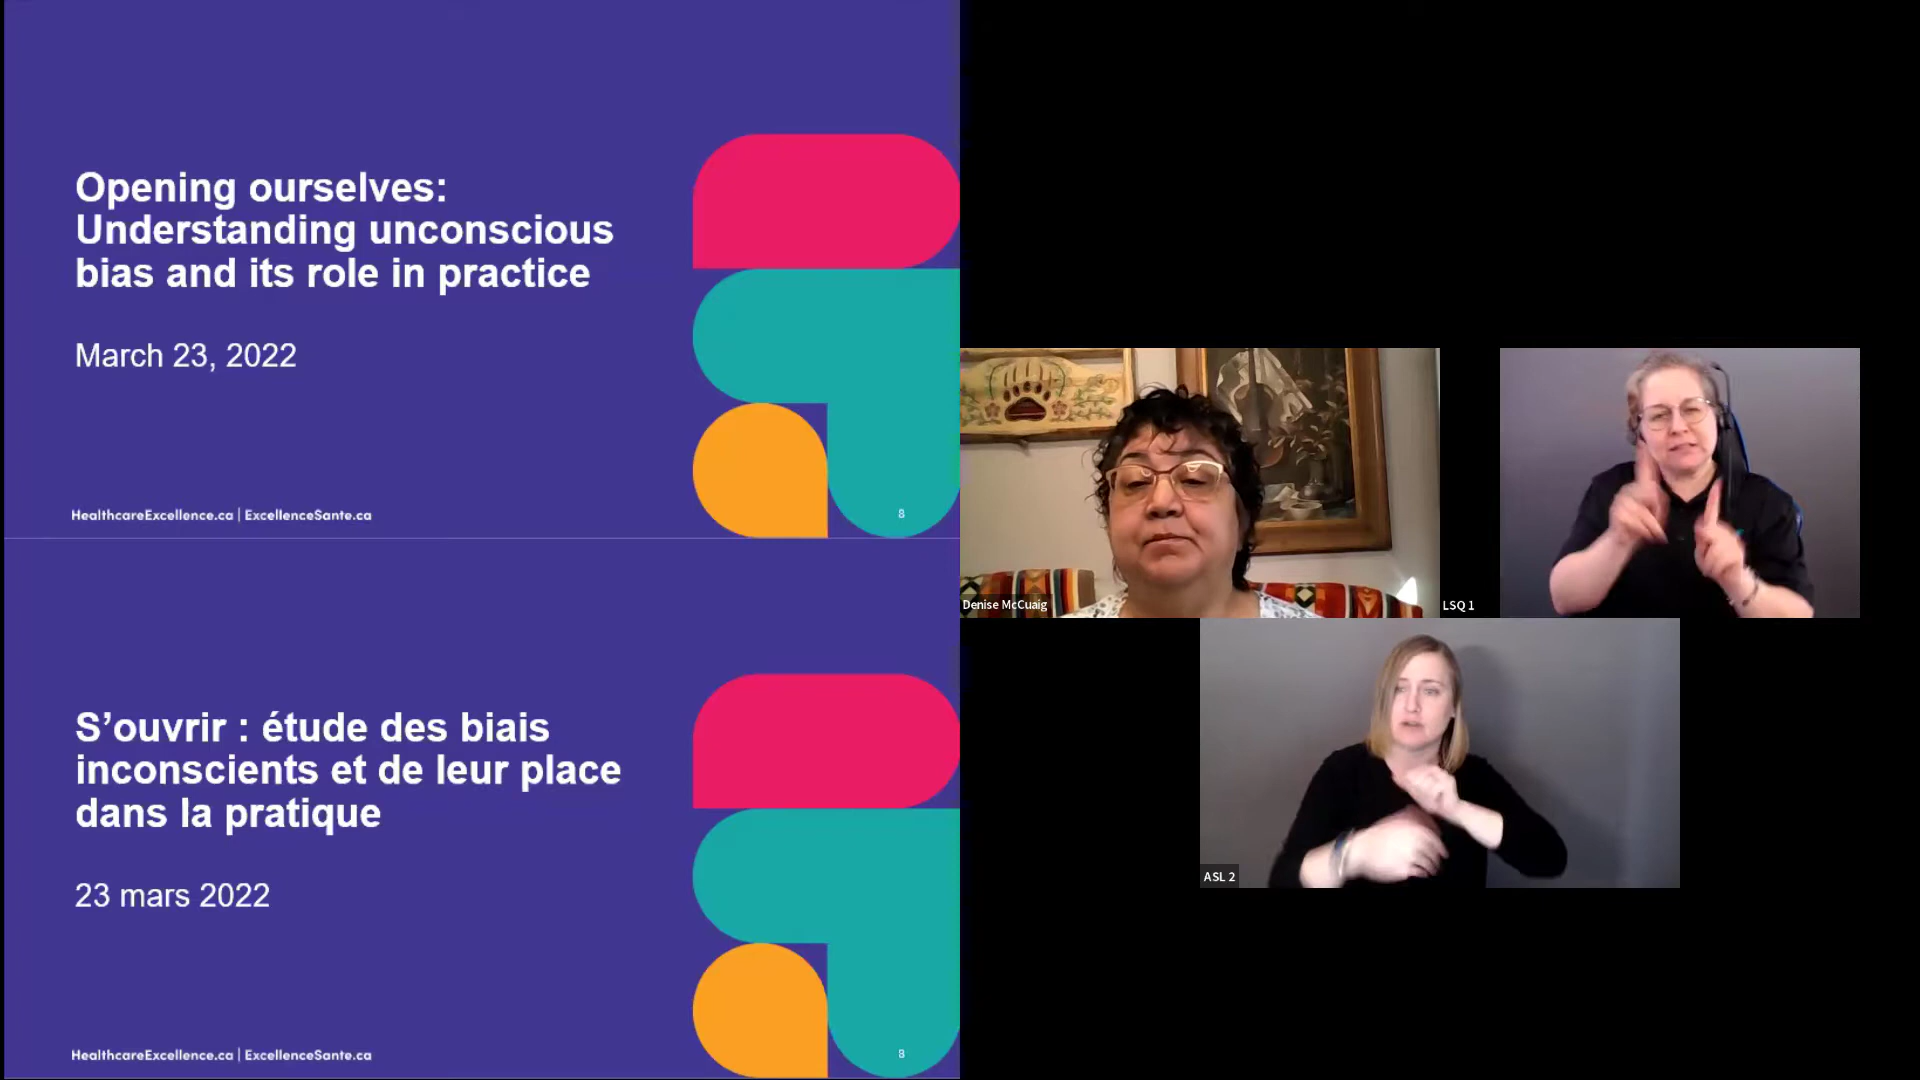 Opening ourselves:
Understanding unconscious
bias and its role in practice
March 23, 2022
HealthcareExcellence.ca | ExcellenceSante.ca
8
S’ouvrir : étude des biais
inconscients et de leur place
dans la pratique
23 mars 2022
HealthcareExcellence.ca | ExcellenceSante.ca
8
Denise McCuaig
LSQ 1
ASL 2